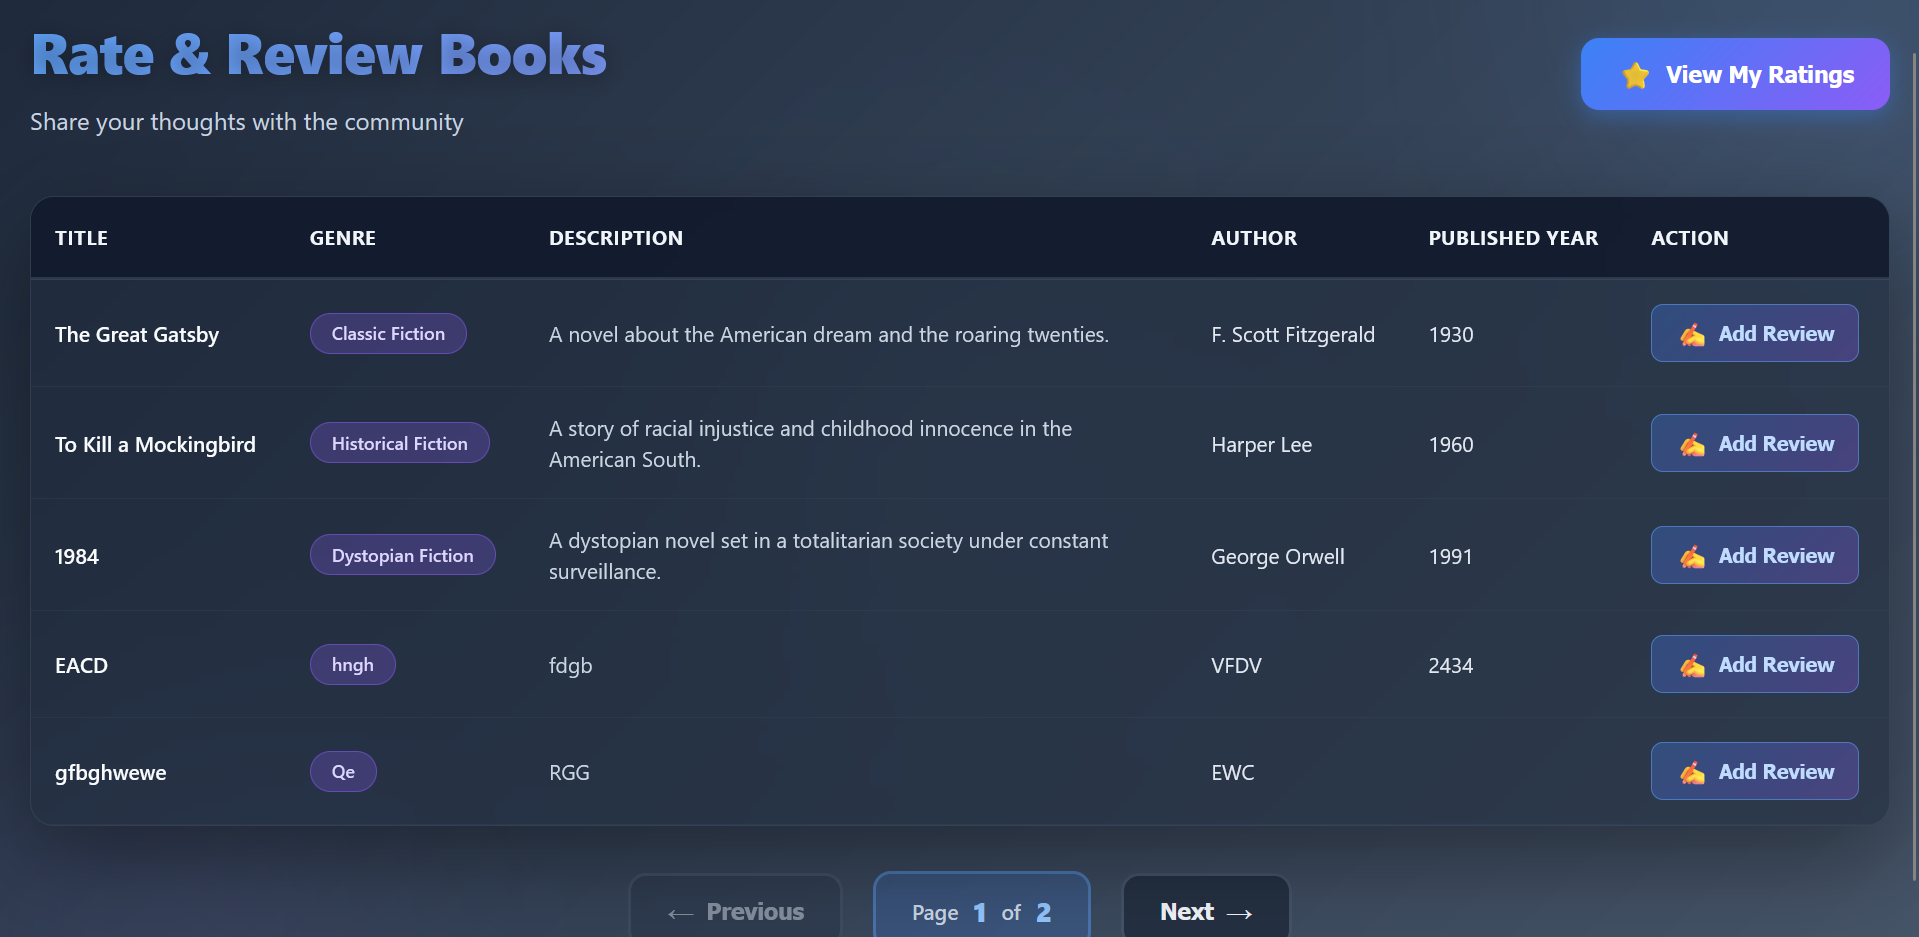 Rate & Review Books
⭐ View My Ratings
Share your thoughts with the community
TITLE GENRE DESCRIPTION AUTHOR PUBLISHED YEAR ACTION
The Great Gatsby Classic Fiction A novel about the American dream and the roaring twenties. F. Scott Fitzgerald 1930 ✍️ Add Review
To Kill a Mockingbird Historical Fiction A story of racial injustice and childhood innocence in the
American South. Harper Lee 1960 ✍️ Add Review
1984 Dystopian Fiction A dystopian novel set in a totalitarian society under constant
surveillance. George Orwell 1991 ✍️ Add Review
EACD hngh fdgb VFDV 2434 ✍️ Add Review
gfbghwewe Qe RGG EWC ✍️ Add Review
← Previous Page 1 of 2 Next →